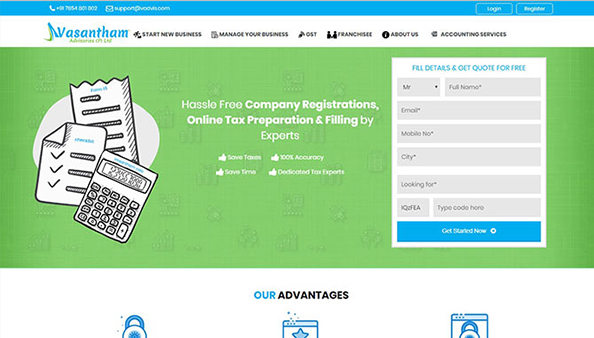 +91 7654 861 802 support@vadvis.com Login Register
Vasantham
Advisories (P) Ltd
START NEW BUSINESS MANAGE YOUR BUSINESS GST FRANCHISEE ABOUT US ACCOUNTING SERVICES
FILL DETAILS & GET QUOTE FOR FREE
Mr Full Name*
Email*
Mobile No*
City*
Looking for*
IQzFEA Type code here
Get Started Now
Hassle Free Company Registrations,
Online Tax Preparation & Filling by
Experts
Save Taxes 100% Accuracy
Save Time Dedicated Tax Experts
OUR ADVANTAGES